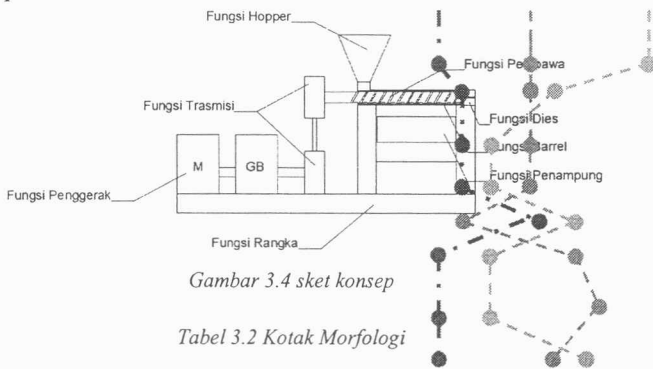 Fungsi Hopper
Fungsi
Fungsi Trasmisi
Fungsi Dies
M
GB
Fungsi Penampung
Fungsi Penggerak
Fungsi Rangka
Gambar 3.4 sket konsep
Tabel 3.2 Kotak Morfologi